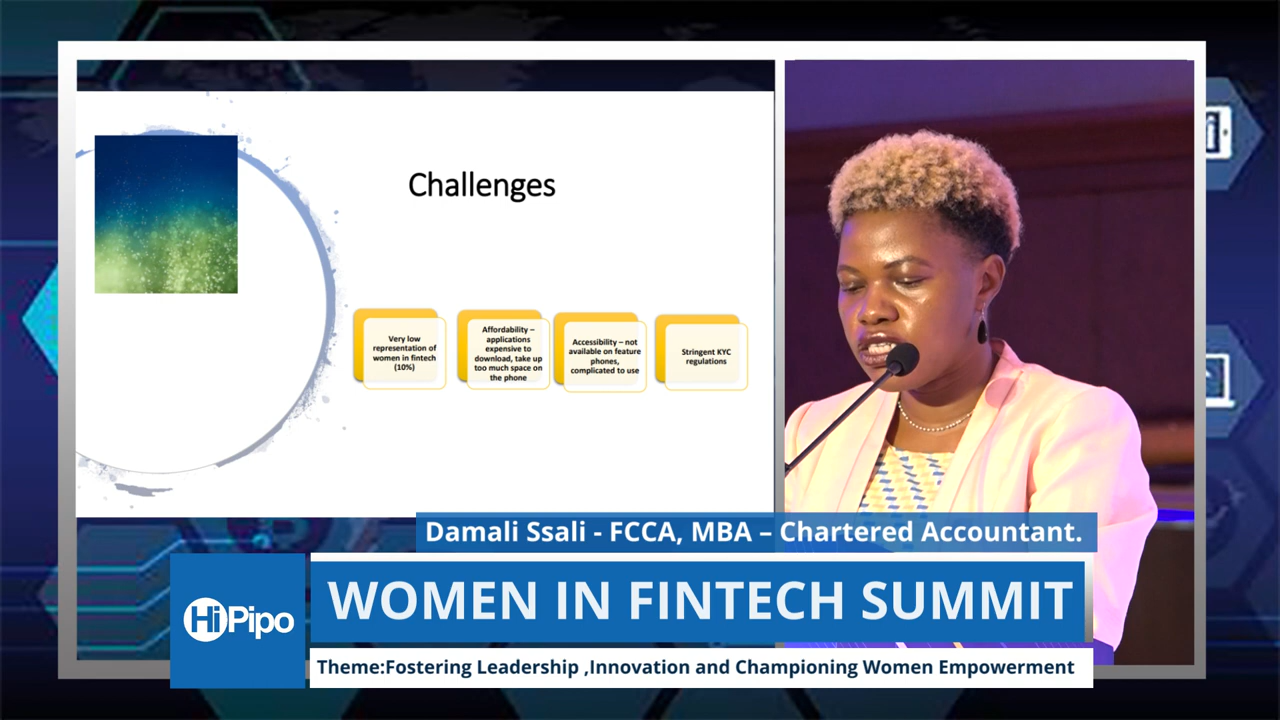 Challenges
Very low
representation of
women in fintech
(10%)
Affordability –
applications
expensive to
download, take up
too much space on
the phone
Accessibility – not
available on feature
phones,
complicated to use
Stringent KYC
regulations
Damali Ssali - FCCA, MBA – Chartered Accountant.
HiPipo
WOMEN IN FINTECH SUMMIT
Theme:Fostering Leadership ,Innovation and Championing Women Empowerment